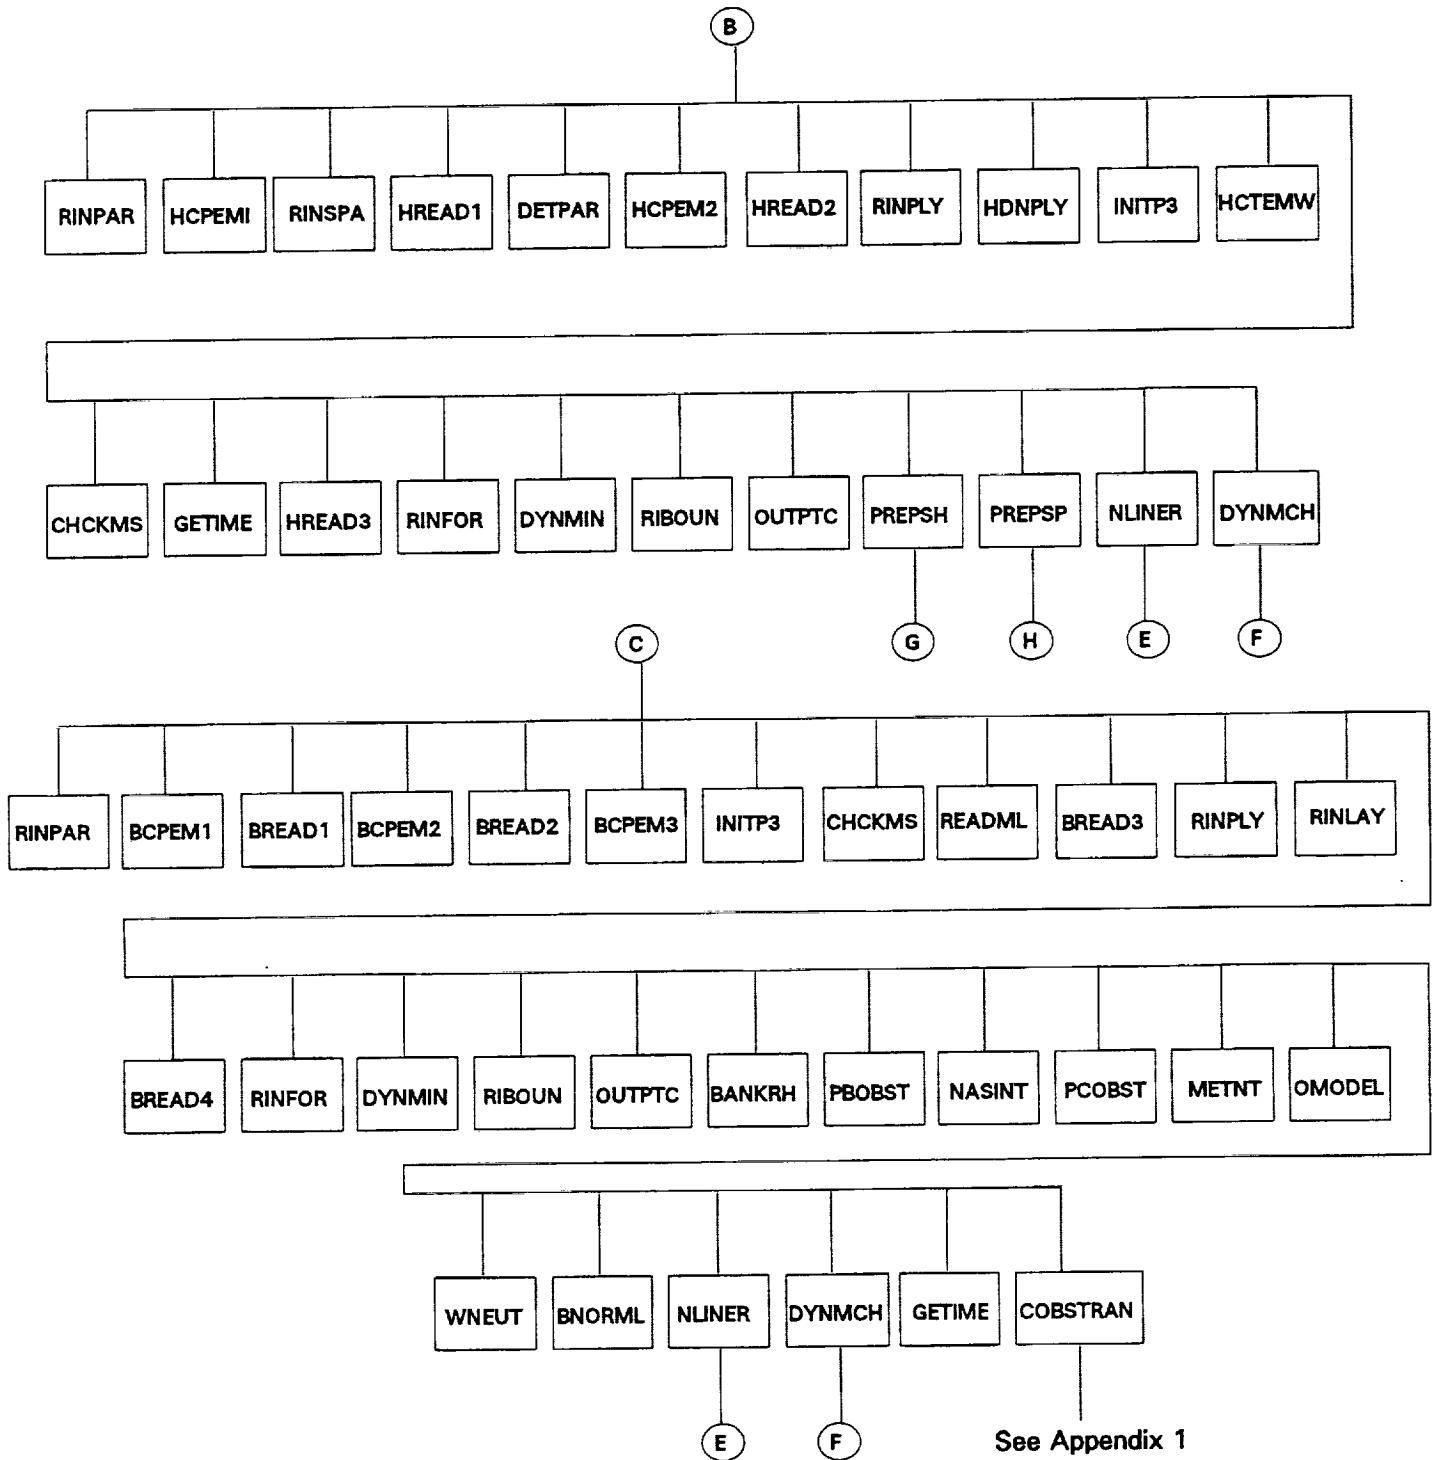 B
RINPAR HCPEMI RINSPA HREAD1 DETPAR HCPEM2 HREAD2 RINPLY HDNPLY INITP3 HCTEMW
CHCKMS GETIME HREAD3 RINFOR DYNMIN RIBOUN OUTPTC PREPSH PREPSP NLINER DYNMCH
G H E F
C
RINPAR BCPEM1 BREAD1 BCPEM2 BREAD2 BCPEM3 INITP3 CHCKMS READML BREAD3 RINPLY RINLAY
BREAD4 RINFOR DYNMIN RIBOUN OUTPTC BANKRH PBOBST NASINT PCOBST METNT OMODEL
WNEUT BNORML NLINER DYNMCH GETIME COBSTRAN
E F See Appendix 1